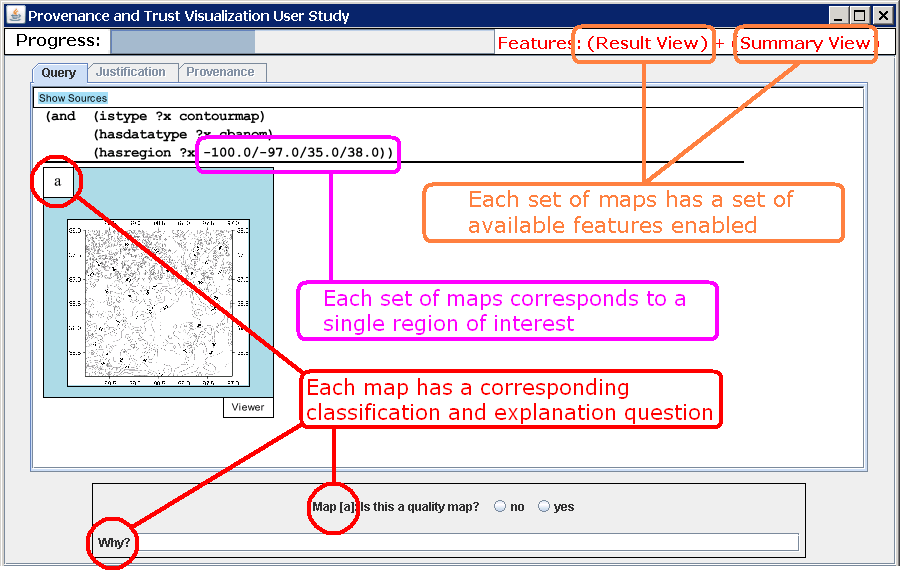 Provenance and Trust Visualization User Study
Progress:
Features: (Result View) + (Summary View)
Query Justification Provenance
Show Sources
(and (istype ?x contourmap)
(hasdatatype ?x gbanom)
(hasregion ?x -100.0/-97.0/35.0/38.0))
a
Each set of maps has a set of
available features enabled
Each set of maps corresponds to a
single region of interest
Each map has a corresponding
classification and explanation question
Viewer
Map [a]: Is this a quality map? no yes
Why?